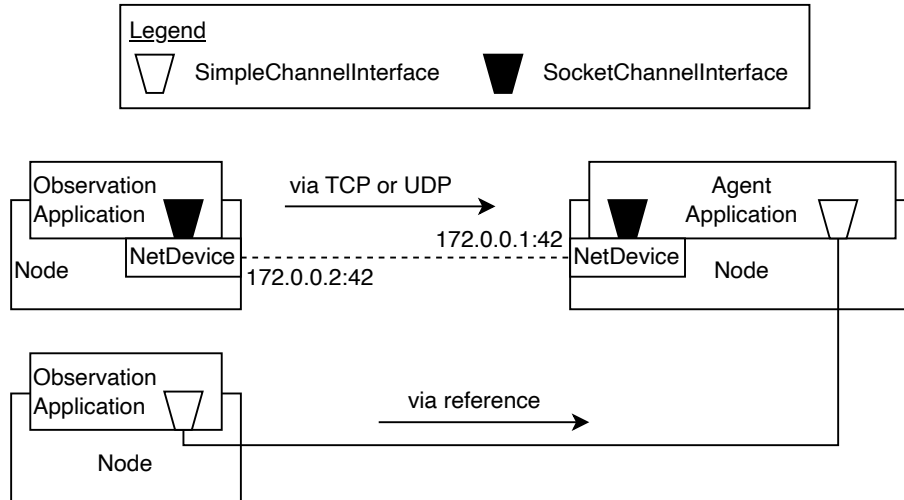 Legend
SimpleChannelInterface
SocketChannelInterface
Observation
Application
NetDevice
Node
via TCP or UDP
172.0.0.1:42
172.0.0.2:42
Agent
Application
NetDevice
Node
Observation
Application
Node
via reference